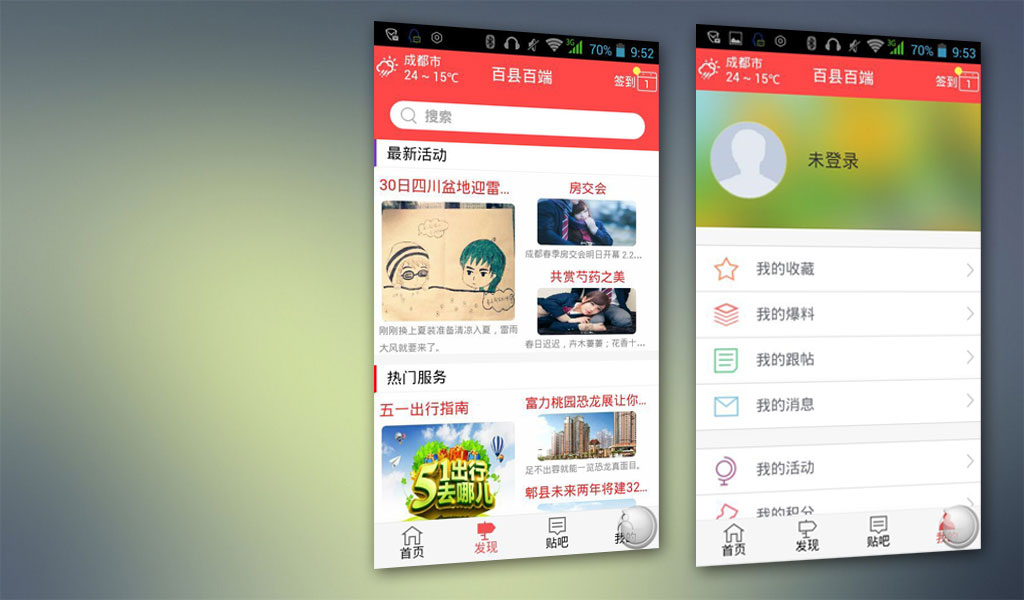 3G 70% 9:52
成都市
24 ~ 15℃
百县百端
签到
1
搜索
最新活动
30日四川盆地迎雷...
刚刚换上夏装准备清凉入夏，雷雨
大风就要来了。
房交会
成都春季房交会明日开幕 2.2...
共赏芍药之美
春日迟迟，卉木萋萋；花香十...
热门服务
五一出行指南
51出行
去哪儿
富力桃园恐龙展让你...
足不出蓉就能一览恐龙真面目。
郫县未来两年将建32...
首页
发现
贴吧
我的
3G 70% 9:53
成都市
24 ~ 15℃
百县百端
签到
1
未登录
我的收藏
我的爆料
我的跟帖
我的消息
我的活动
我的积分
首页
发现
贴吧
我的